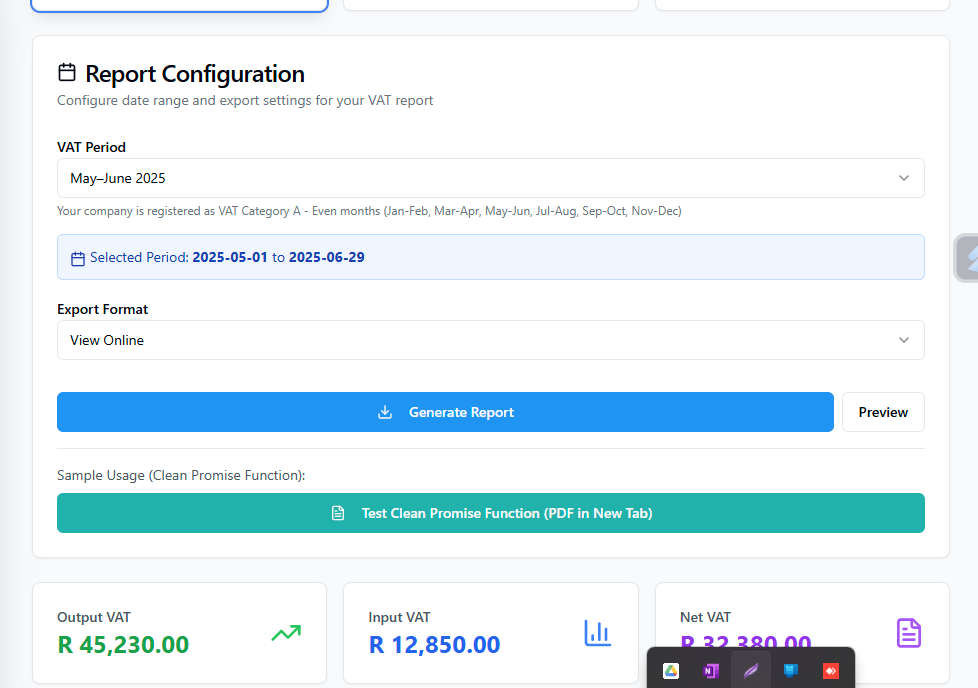 Report Configuration
Configure date range and export settings for your VAT report
VAT Period
May–June 2025
Your company is registered as VAT Category A - Even months (Jan-Feb, Mar-Apr, May-Jun, Jul-Aug, Sep-Oct, Nov-Dec)
Selected Period: 2025-05-01 to 2025-06-29
Export Format
View Online
Generate Report
Preview
Sample Usage (Clean Promise Function):
Test Clean Promise Function (PDF in New Tab)
Output VAT
R 45,230.00
Input VAT
R 12,850.00
Net VAT
R 32,380.00
N